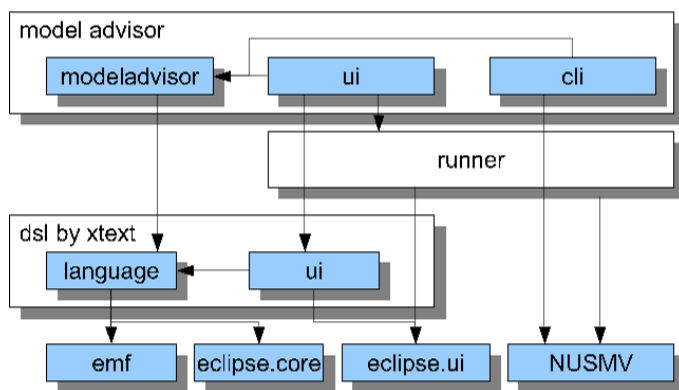 model advisor
modeladvisor
ui
cli
runner
dsl by xtext
language
ui
emf
eclipse.core
eclipse.ui
NUSMV